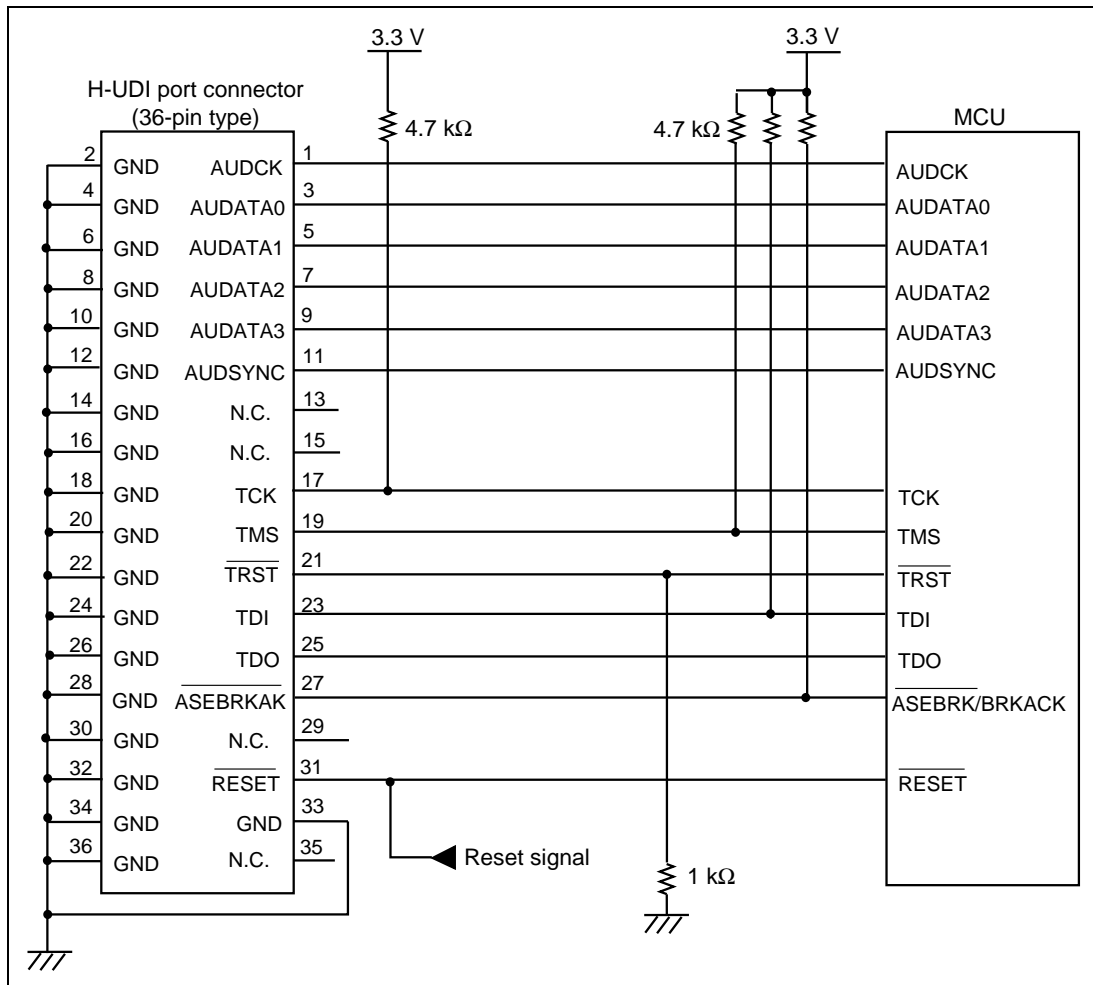 3.3 V
3.3 V
H-UDI port connector
(36-pin type)
4.7 kΩ
4.7 kΩ
MCU
2 GND AUDCK 1 AUDCK
4 GND AUDATA0 3 AUDATA0
6 GND AUDATA1 5 AUDATA1
8 GND AUDATA2 7 AUDATA2
10 GND AUDATA3 9 AUDATA3
12 GND AUDSYNC 11 AUDSYNC
14 GND N.C. 13
16 GND N.C. 15
18 GND TCK 17 TCK
20 GND TMS 19 TMS
22 GND TRST 21 TRST
24 GND TDI 23 TDI
26 GND TDO 25 TDO
28 GND ASEBRKAK 27 ASEBRK/BRKACK
30 GND N.C. 29
32 GND RESET 31 RESET
34 GND GND 33
36 GND N.C. 35
Reset signal
1 kΩ